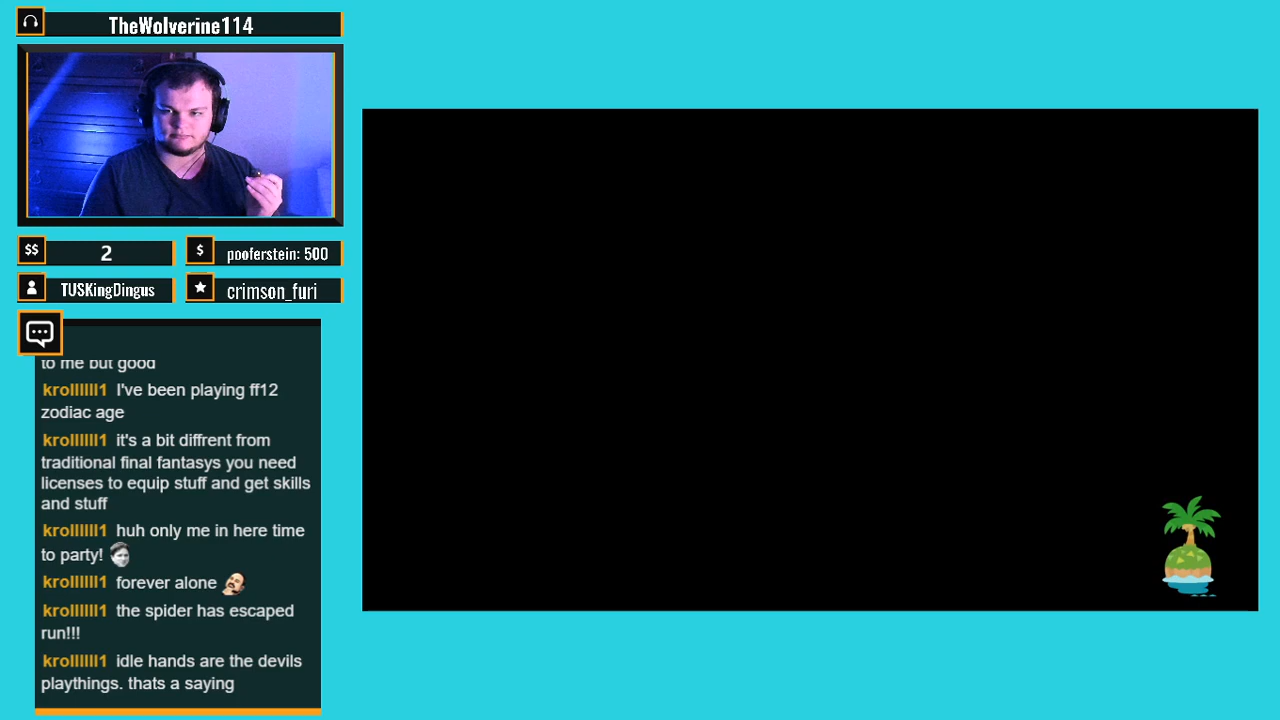 TheWolverine114
$$ 2
$ pooferstein: 500
TUSKingDingus
crimson_furi
to me but good
krollllll1 I've been playing ff12
zodiac age
krollllll1 it's a bit diffrent from
traditional final fantasys you need
licenses to equip stuff and get skills
and stuff
krollllll1 huh only me in here time
to party!
krollllll1 forever alone
krollllll1 the spider has escaped
run!!!
krollllll1 idle hands are the devils
playthings. thats a saying